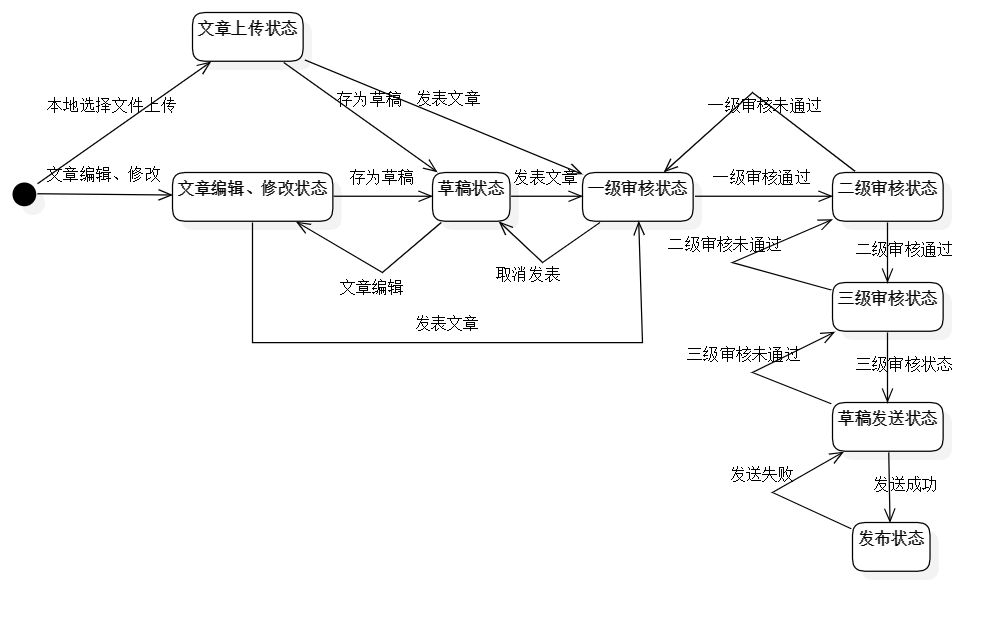 文章上传状态
本地选择文件上传
存为草稿
发表文章
一级审核未通过
文章编辑、修改
文章编辑、修改状态
存为草稿
草稿状态
发表文章
一级审核状态
一级审核通过
二级审核状态
二级审核未通过
二级审核通过
文章编辑
取消发表
三级审核状态
发表文章
三级审核未通过
三级审核状态
草稿发送状态
发送失败
发送成功
发布状态